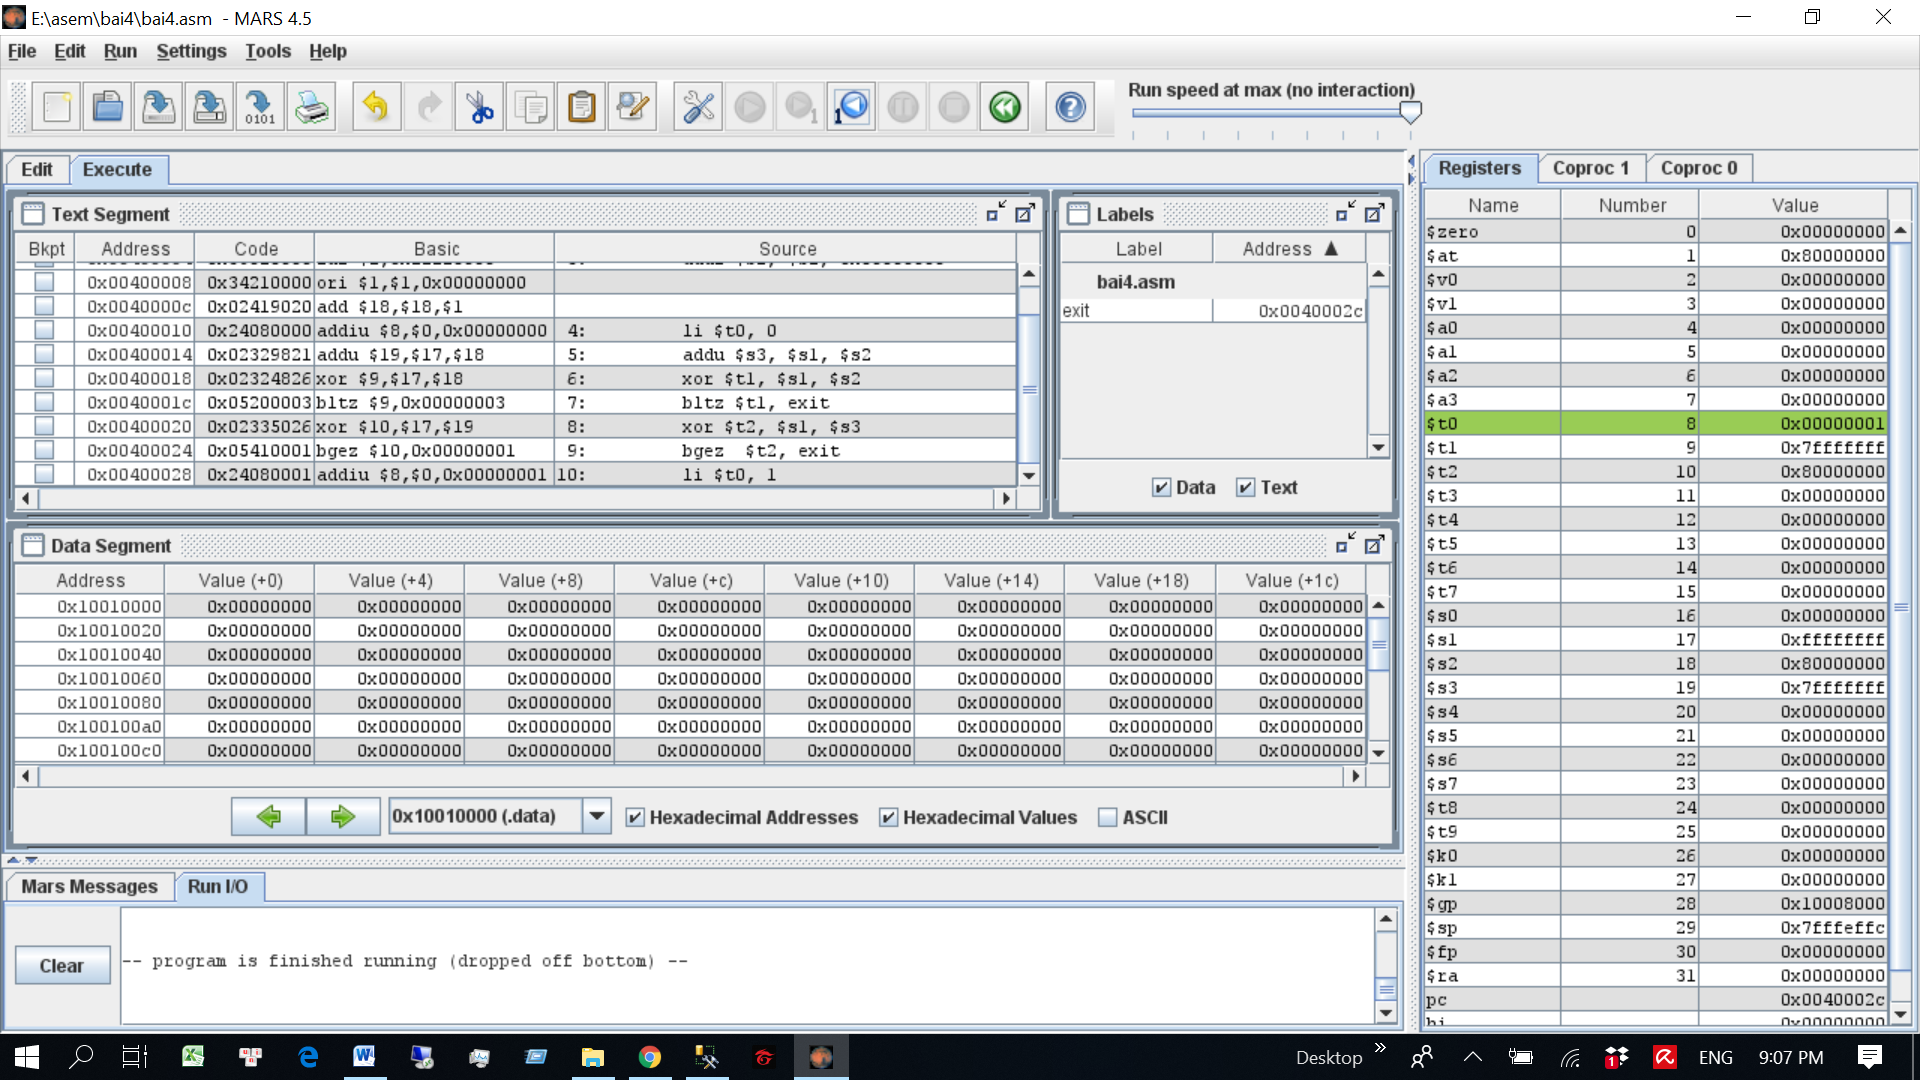 E:\asem\bai4\bai4.asm - MARS 4.5
File Edit Run Settings Tools Help
Run speed at max (no interaction)
Edit Execute
Registers Coproc 1 Coproc 0
Text Segment
Bkpt Address Code Basic Source
0x00400008 0x34210000 ori $1,$1,0x00000000
0x0040000c 0x02419020 add $18,$18,$1
0x00400010 0x24080000 addiu $8,$0,0x00000000 4: li $t0, 0
0x00400014 0x02329821 addu $19,$17,$18 5: addu $s3, $s1, $s2
0x00400018 0x02324826 xor $9,$17,$18 6: xor $t1, $s1, $s2
0x0040001c 0x05200003 bltz $9,0x00000003 7: bltz $t1, exit
0x00400020 0x02335026 xor $10,$17,$19 8: xor $t2, $s1, $s3
0x00400024 0x05410001 bgez $10,0x00000001 9: bgez $t2, exit
0x00400028 0x24080001 addiu $8,$0,0x00000001 10: li $t0, 1
Labels
Label Address ▲
bai4.asm
exit 0x0040002c
Data Text
Data Segment
Address Value (+0) Value (+4) Value (+8) Value (+c) Value (+10) Value (+14) Value (+18) Value (+1c)
0x10010000 0x00000000 0x00000000 0x00000000 0x00000000 0x00000000 0x00000000 0x00000000 0x00000000
0x10010020 0x00000000 0x00000000 0x00000000 0x00000000 0x00000000 0x00000000 0x00000000 0x00000000
0x10010040 0x00000000 0x00000000 0x00000000 0x00000000 0x00000000 0x00000000 0x00000000 0x00000000
0x10010060 0x00000000 0x00000000 0x00000000 0x00000000 0x00000000 0x00000000 0x00000000 0x00000000
0x10010080 0x00000000 0x00000000 0x00000000 0x00000000 0x00000000 0x00000000 0x00000000 0x00000000
0x100100a0 0x00000000 0x00000000 0x00000000 0x00000000 0x00000000 0x00000000 0x00000000 0x00000000
0x100100c0 0x00000000 0x00000000 0x00000000 0x00000000 0x00000000 0x00000000 0x00000000 0x00000000
0x10010000 (.data) Hexadecimal Addresses Hexadecimal Values ASCII
Mars Messages Run I/O
Clear
-- program is finished running (dropped off bottom) --
Name Number Value
$zero 0 0x00000000
$at 1 0x80000000
$v0 2 0x00000000
$v1 3 0x00000000
$a0 4 0x00000000
$a1 5 0x00000000
$a2 6 0x00000000
$a3 7 0x00000000
$t0 8 0x00000001
$t1 9 0x7fffffff
$t2 10 0x80000000
$t3 11 0x00000000
$t4 12 0x00000000
$t5 13 0x00000000
$t6 14 0x00000000
$t7 15 0x00000000
$s0 16 0x00000000
$s1 17 0xffffffff
$s2 18 0x80000000
$s3 19 0x7fffffff
$s4 20 0x00000000
$s5 21 0x00000000
$s6 22 0x00000000
$s7 23 0x00000000
$t8 24 0x00000000
$t9 25 0x00000000
$k0 26 0x00000000
$k1 27 0x00000000
$gp 28 0x10008000
$sp 29 0x7fffeffc
$fp 30 0x00000000
$ra 31 0x00000000
pc 0x0040002c
hi 0x00000000
Desktop ENG 9:07 PM